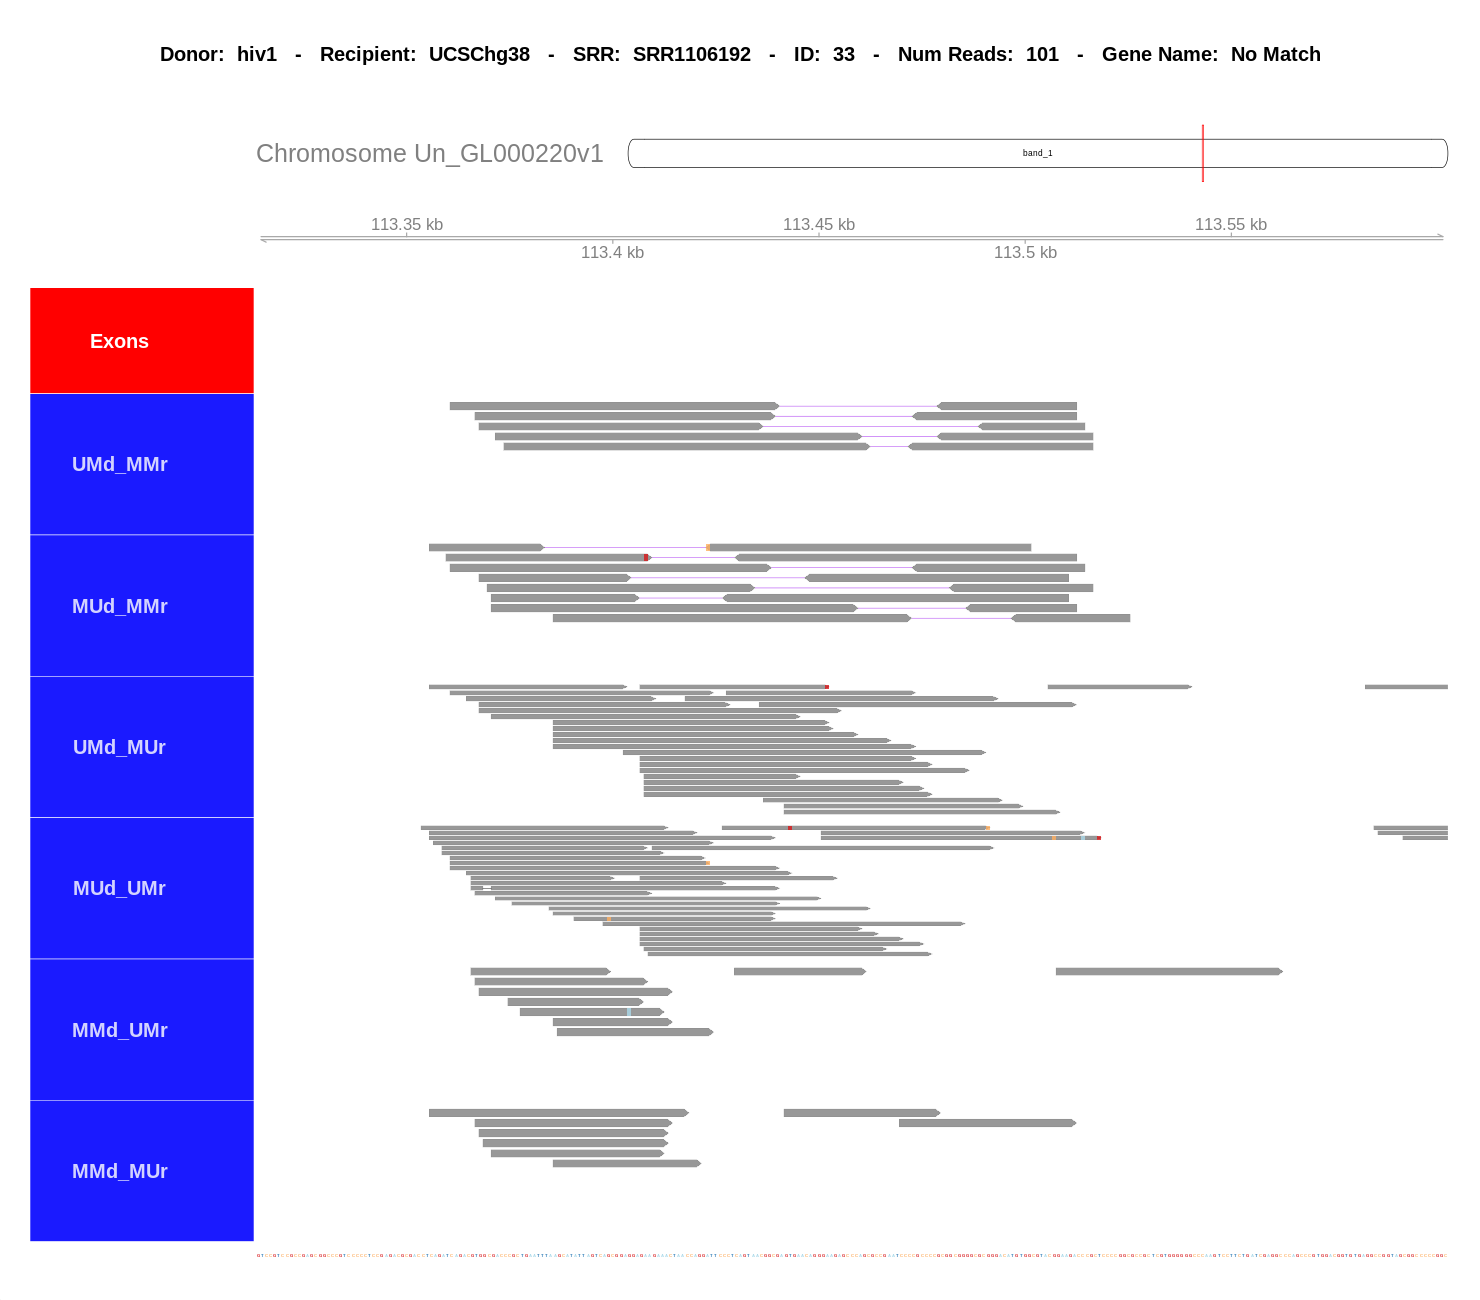 Donor: hiv1 - Recipient: UCSChg38 - SRR: SRR1106192 - ID: 33 - Num Reads: 101 - Gene Name: No Match
Chromosome Un_GL000220v1
band_1
113.35 kb 113.45 kb 113.55 kb
113.4 kb 113.5 kb
Exons
UMd_MMr
MUd_MMr
UMd_MUr
MUd_UMr
MMd_UMr
MMd_MUr